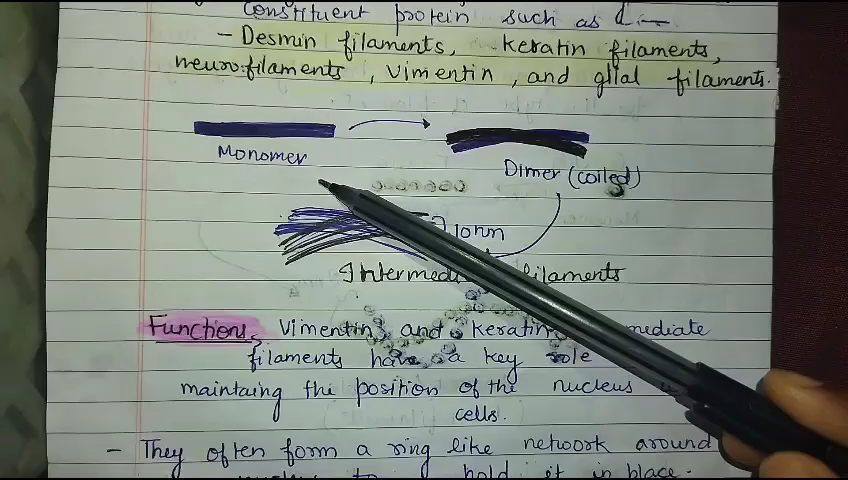 constituent protein such as
- Desmin filaments, keratin filaments,
neurofilaments, vimentin, and glial filaments.
Monomer
Dimer (coiled)
10nm
Intermed filaments
Functions, Vimentin and keratin mediate
filaments have a key role
maintaing the position of the nucleus
cells.
- They often form a ring like network around
hold it in place.